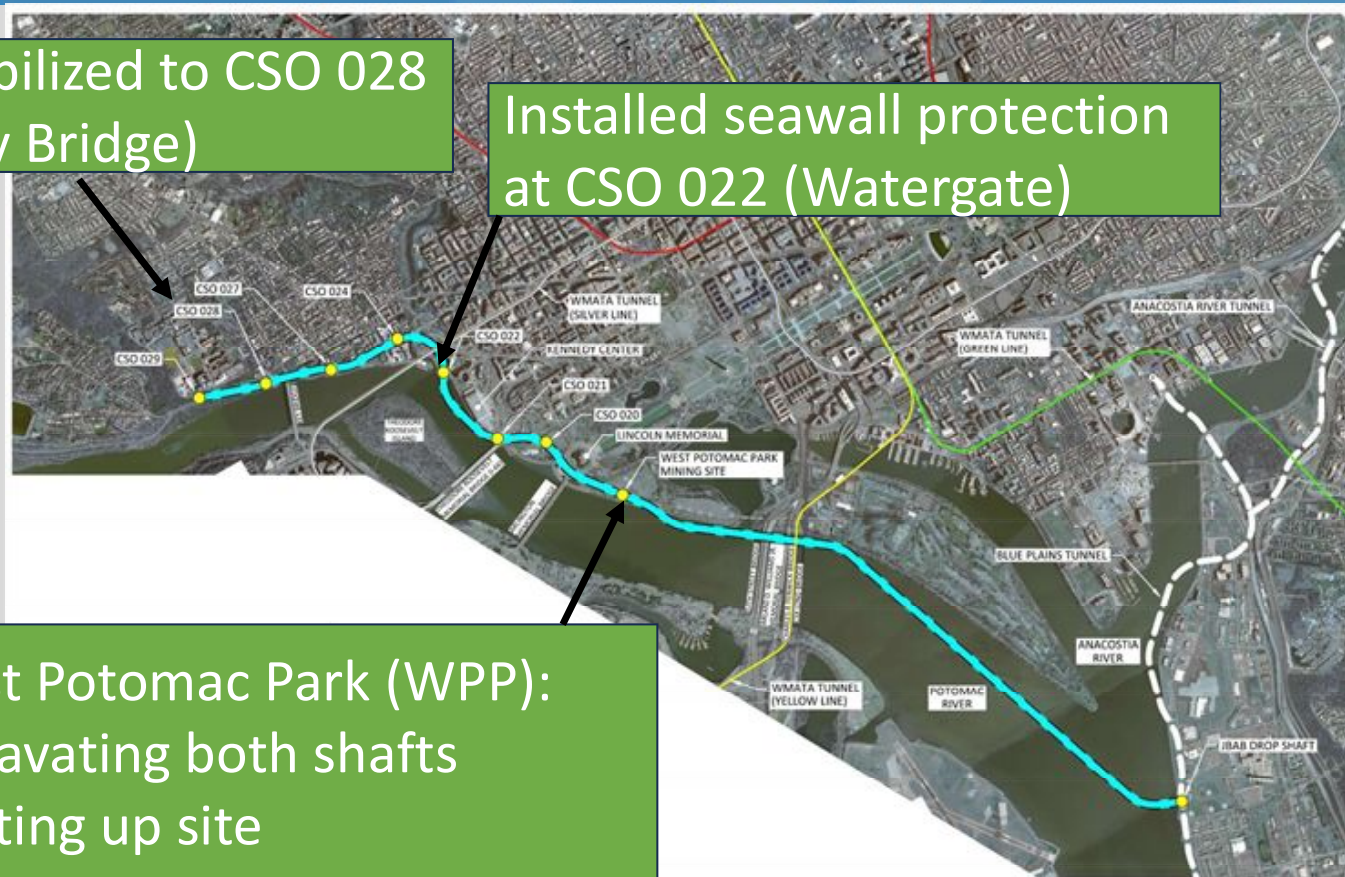 bilized to CSO 028
y Bridge)
Installed seawall protection
at CSO 022 (Watergate)
CSO 027
CSO 024
CSO 028
CSO 029
WMATA TUNNEL
(SILVER LINE)
CSO 022
KENNEDY CENTER
CSO 021
CSO 020
LINCOLN MEMORIAL
WEST POTOMAC PARK
MINING SITE
THEODORE
ROOSEVELT
ISLAND
ANACOSTIA RIVER TUNNEL
WMATA TUNNEL
(GREEN LINE)
BLUE PLAINS TUNNEL
ANACOSTIA
RIVER
WMATA TUNNEL
(YELLOW LINE)
POTOMAC
RIVER
JBAB DROP SHAFT
t Potomac Park (WPP):
avating both shafts
ting up site